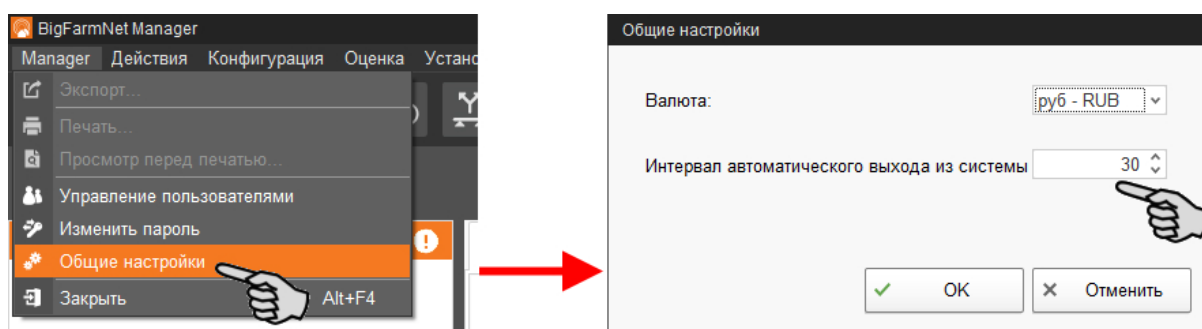 BigFarmNet Manager
Manager Действия Конфигурация Оценка
Экспорт...
)
Печать...
Просмотр перед печатью...
Управление пользователями
Изменить пароль
Общие настройки
Закрыть Alt+F4
Общие настройки
Валюта: руб - RUB
Интервал автоматического выхода из системы 30
OK Отменить